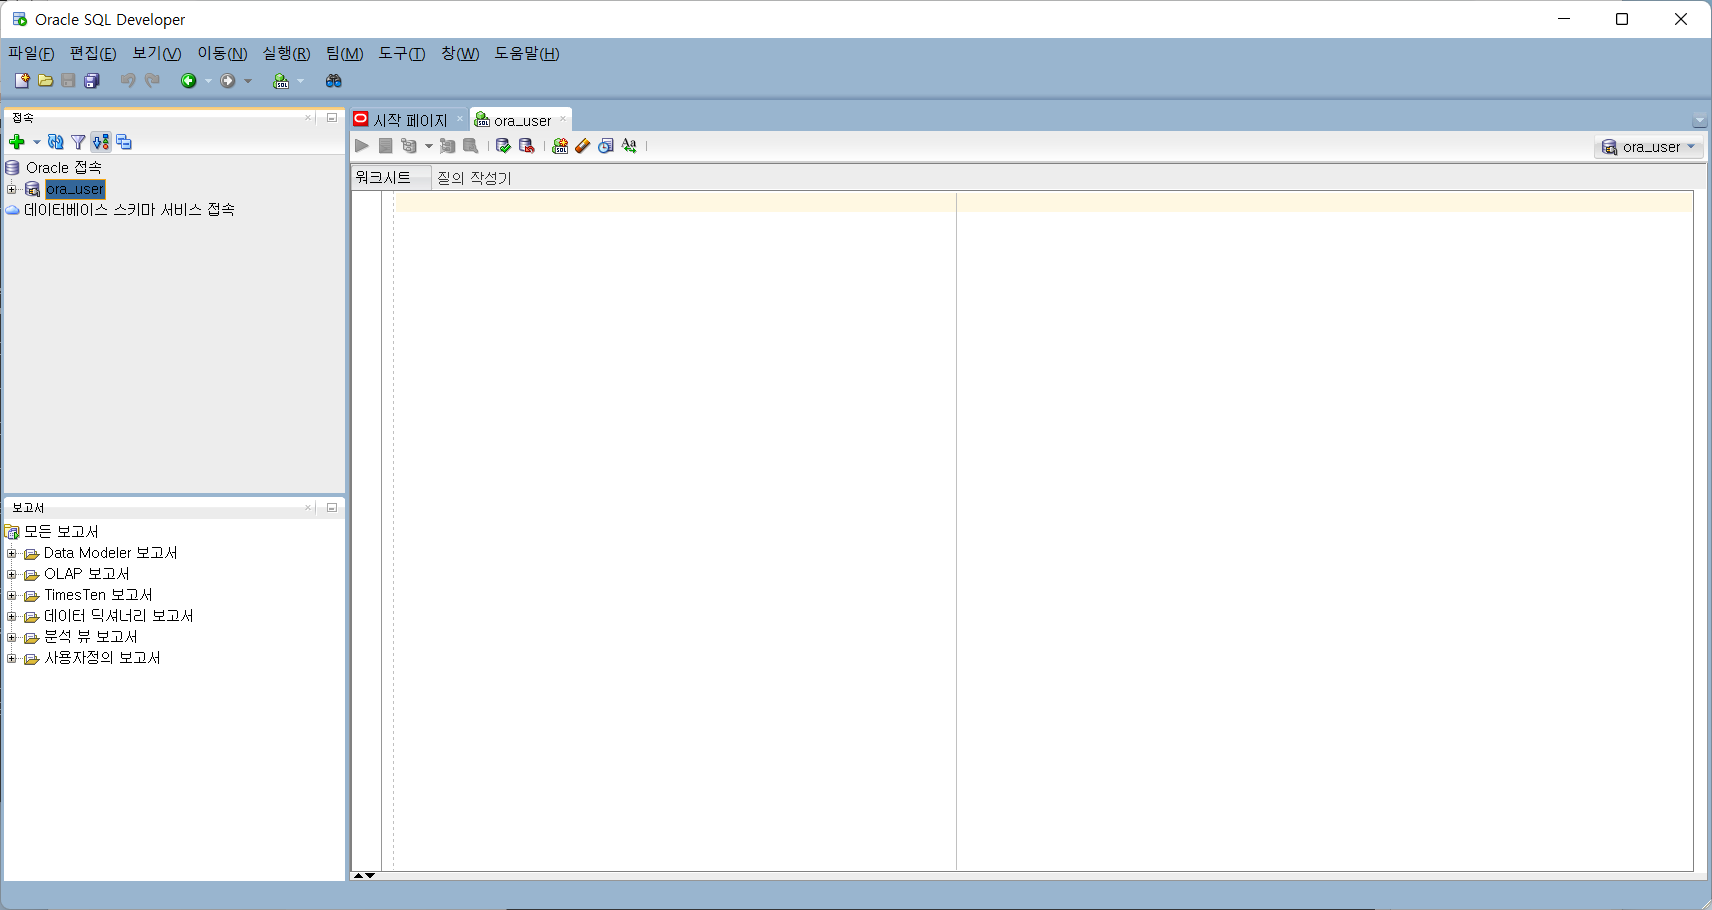 Oracle SQL Developer
파일(F) 편집(E) 보기(V) 이동(N) 실행(R) 팀(M) 도구(T) 창(W) 도움말(H)
접속
Oracle 접속
ora_user
데이터베이스 스키마 서비스 접속
보고서
모든 보고서
Data Modeler 보고서
OLAP 보고서
TimesTen 보고서
데이터 딕셔너리 보고서
분석 뷰 보고서
사용자정의 보고서
시작 페이지 ora_user
ora_user
워크시트 질의 작성기